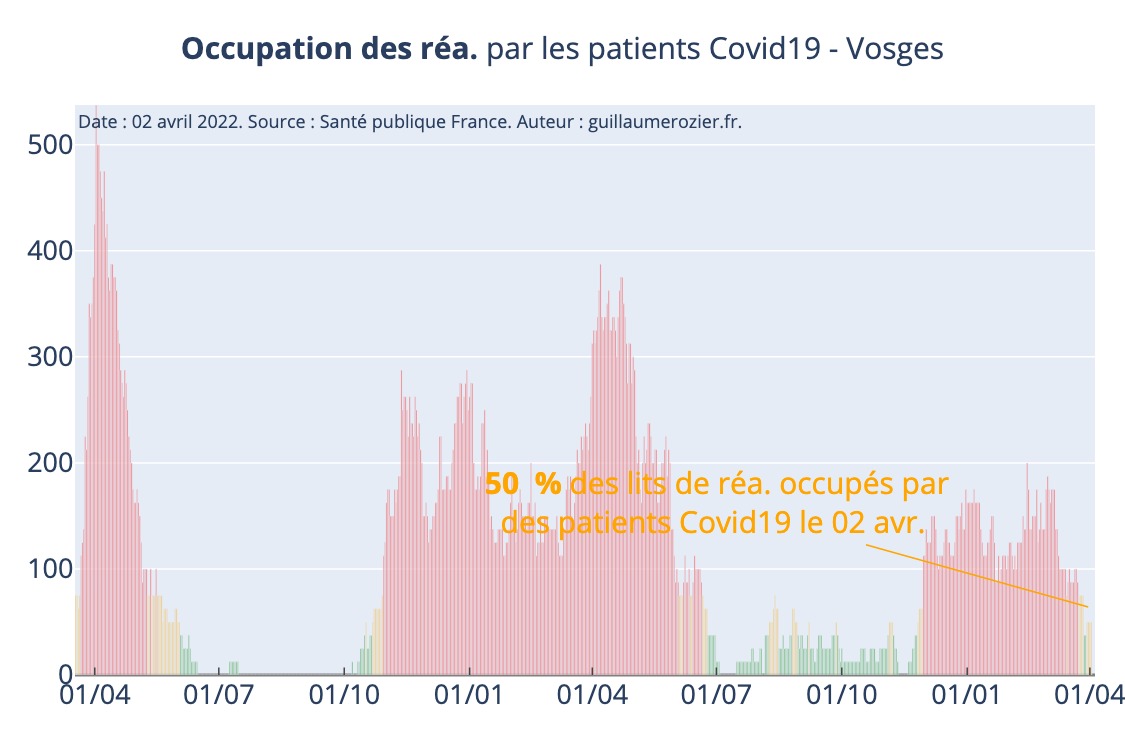 Occupation des réa. par les patients Covid19 - Vosges
Date : 02 avril 2022. Source : Santé publique France. Auteur : guillaumerozier.fr.
500
400
300
200
100
0
50 % des lits de réa. occupés par
des patients Covid19 le 02 avr.
01/04 01/07 01/10 01/01 01/04 01/07 01/10 01/01 01/04